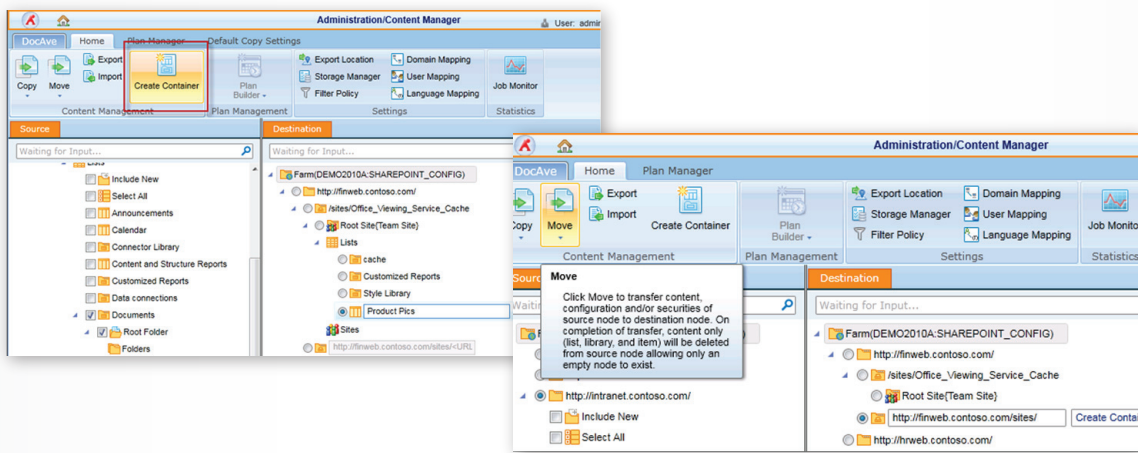 Administration/Content Manager
User: admin
DocAve Home Plan Manager Default Copy Settings
Copy
Move
Export
Import
Create Container
Plan Builder
Export Location
Storage Manager
Filter Policy
Domain Mapping
User Mapping
Language Mapping
Job Monitor
Content Management Plan Management Settings Statistics
Source
Waiting for Input...
Lists
Include New
Select All
Announcements
Calendar
Connector Library
Content and Structure Reports
Customized Reports
Data connections
Documents
Root Folder
Folders
Destination
Waiting for Input...
Farm(DEMO2010A:SHAREPOINT_CONFIG)
http://finweb.contoso.com/
/sites/Office_Viewing_Service_Cache
Root Site{Team Site}
Lists
cache
Customized Reports
Style Library
Product Pics
Sites
http://finweb.contoso.com/sites/<URL
Administration/Content Manager
DocAve Home Plan Manager
Copy
Move
Export
Import
Create Container
Plan Builder
Export Location
Storage Manager
Filter Policy
Domain Mapping
User Mapping
Language Mapping
Job Monito
Content Management Plan Management Settings Statistics
Sourc
Waitin
Move
Click Move to transfer content,
configuration and/or securities of
source node to destination node. On
completion of transfer, content only
(list, library, and item) will be deleted
from source node allowing only an
empty node to exist.
http://intranet.contoso.com/
Include New
Select All
Destination
Waiting for Input...
Farm(DEMO2010A:SHAREPOINT_CONFIG)
http://finweb.contoso.com/
/sites/Office_Viewing_Service_Cache
Root Site{Team Site}
http://finweb.contoso.com/sites/ Create Contai
http://hrweb.contoso.com/